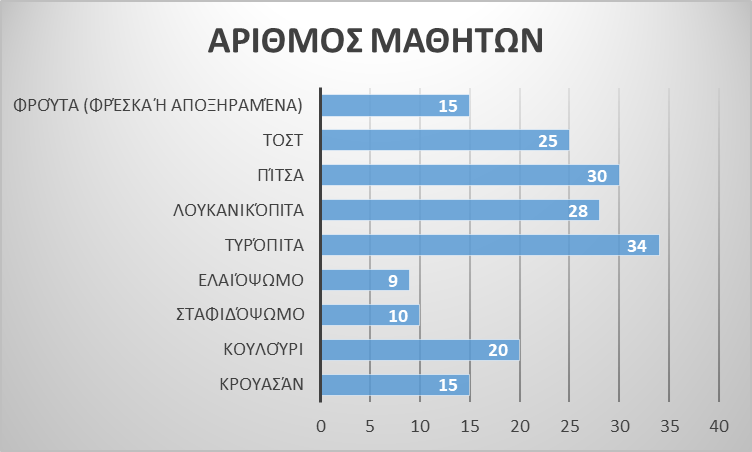 ΑΡΙΘΜΟΣ ΜΑΘΗΤΩΝ
ΦΡΟΎΤΑ (ΦΡΈΣΚΑ Ή ΑΠΟΞΗΡΑΜΈΝΑ) 15
ΤΟΣΤ 25
ΠΊΤΣΑ 30
ΛΟΥΚΑΝΙΚΌΠΙΤΑ 28
ΤΥΡΌΠΙΤΑ 34
ΕΛΑΙΌΨΩΜΟ 9
ΣΤΑΦΙΔΌΨΩΜΟ 10
ΚΟΥΛΟΎΡΙ 20
ΚΡΟΥΑΣΆΝ 15
0 5 10 15 20 25 30 35 40